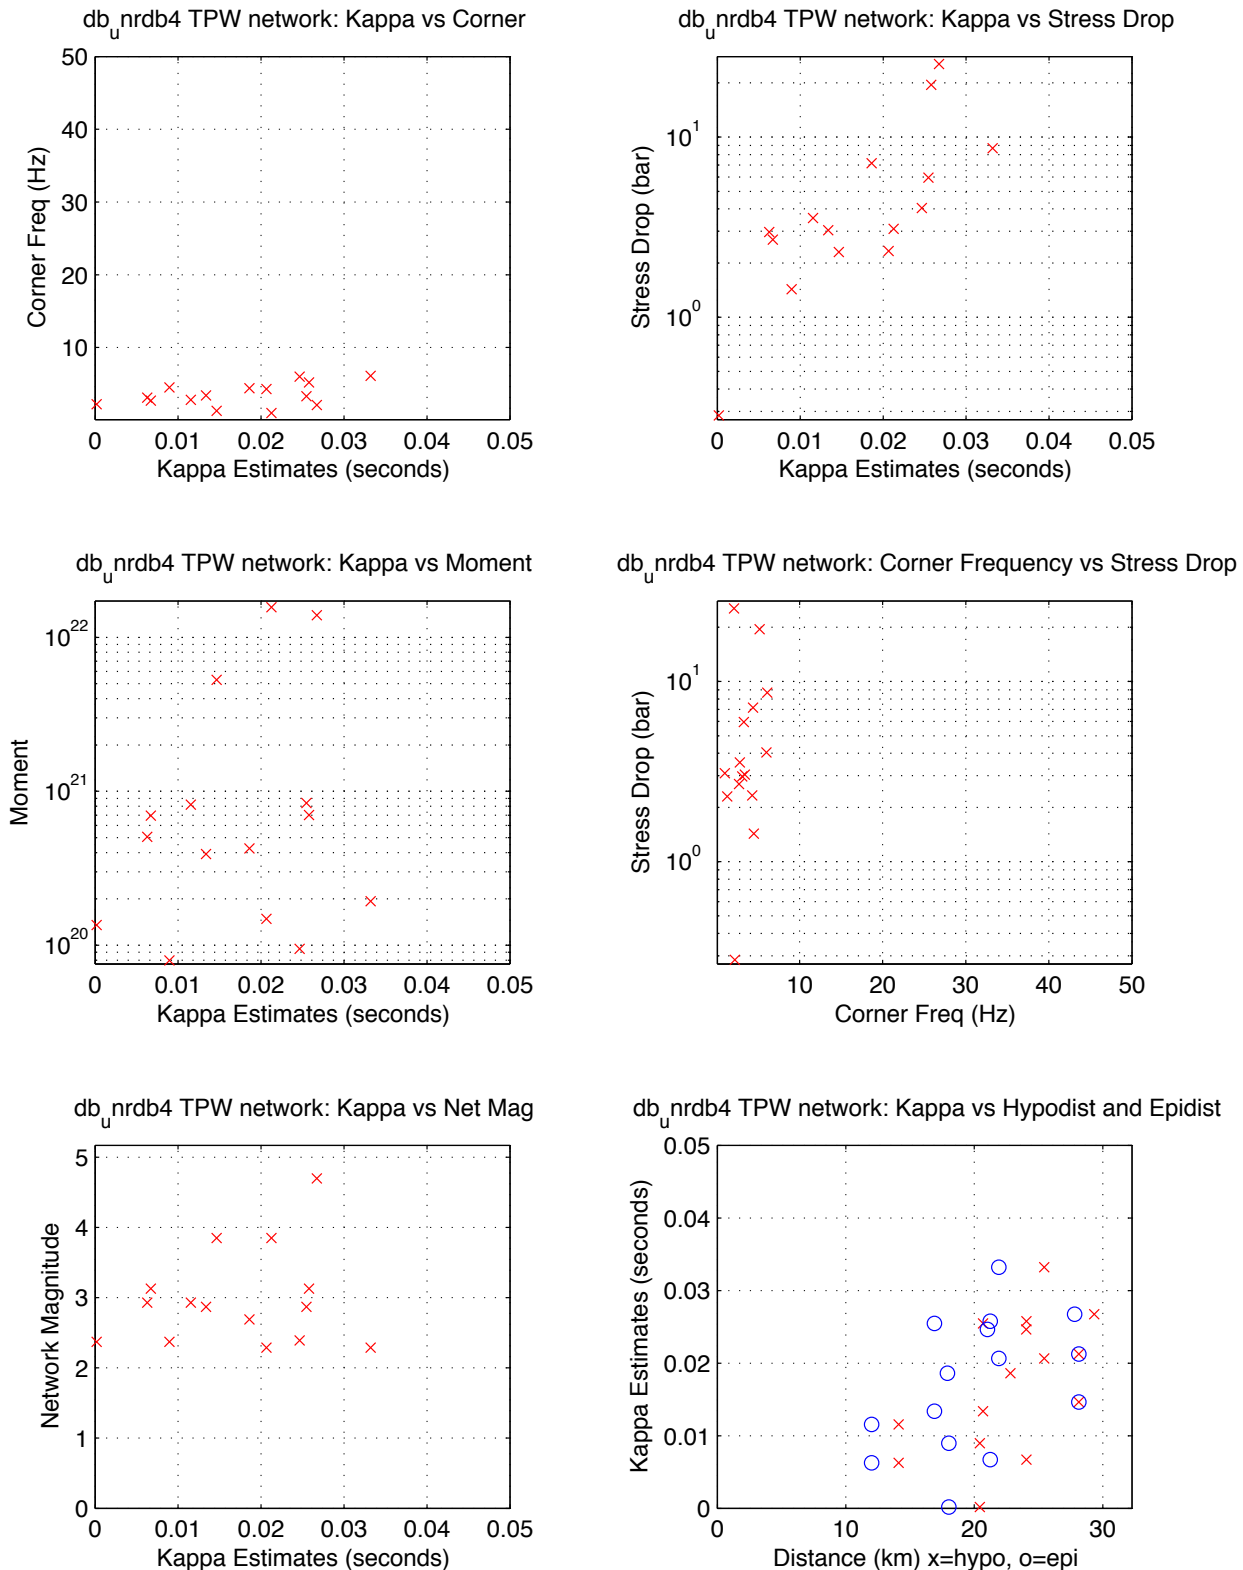 db_unrdb4 TPW network: Kappa vs Corner
50
40
30
20
10
Corner Freq (Hz)
0 0.01 0.02 0.03 0.04 0.05
Kappa Estimates (seconds)
db_unrdb4 TPW network: Kappa vs Stress Drop
10^1
10^0
Stress Drop (bar)
0 0.01 0.02 0.03 0.04 0.05
Kappa Estimates (seconds)
db_unrdb4 TPW network: Kappa vs Moment
10^22
10^21
10^20
Moment
0 0.01 0.02 0.03 0.04 0.05
Kappa Estimates (seconds)
db_unrdb4 TPW network: Corner Frequency vs Stress Drop
10^1
10^0
Stress Drop (bar)
10 20 30 40 50
Corner Freq (Hz)
db_unrdb4 TPW network: Kappa vs Net Mag
5
4
3
2
1
0
Network Magnitude
0 0.01 0.02 0.03 0.04 0.05
Kappa Estimates (seconds)
db_unrdb4 TPW network: Kappa vs Hypodist and Epidist
0.05
0.04
0.03
0.02
0.01
0
Kappa Estimates (seconds)
0 10 20 30
Distance (km) x=hypo, o=epi